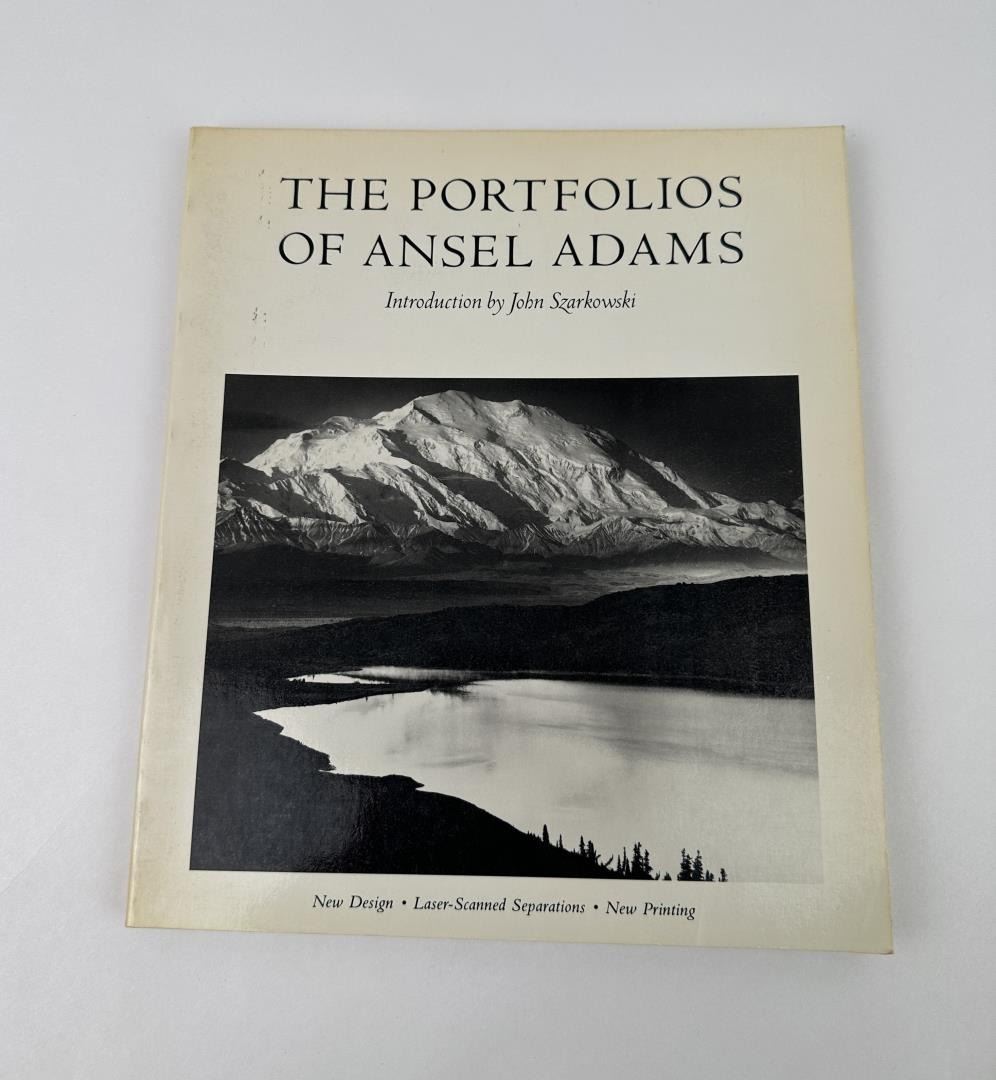 THE PORTFOLIOS
OF ANSEL ADAMS
Introduction by John Szarkowski
New Design • Laser-Scanned Separations • New Printing